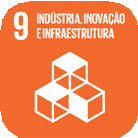 9 INDÚSTRIA, INOVAÇÃO
E INFRAESTRUTURA